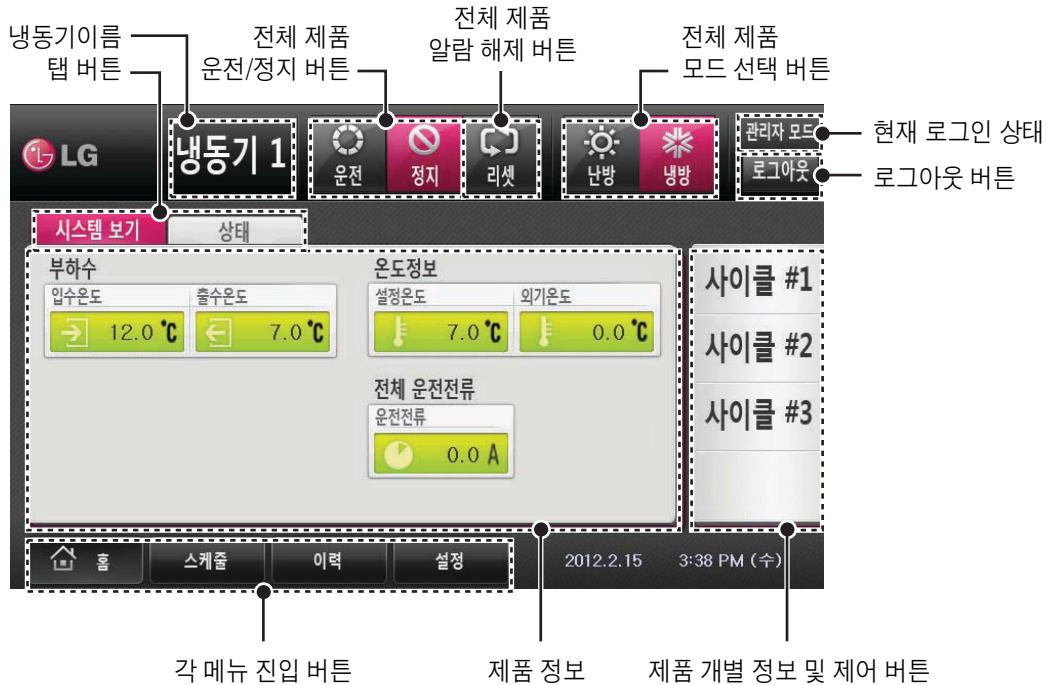 냉동기이름
탭 버튼
전체 제품
운전/정지 버튼
전체 제품
알람 해제 버튼
전체 제품
모드 선택 버튼
LG
냉동기 1
운전
정지
리셋
난방
냉방
관리자 모드
로그아웃
현재 로그인 상태
로그아웃 버튼
시스템 보기
상태
부하수
입수온도
출수온도
12.0 ℃
7.0 ℃
온도정보
설정온도
외기온도
7.0 ℃
0.0 ℃
전체 운전전류
운전전류
0.0 A
사이클 #1
사이클 #2
사이클 #3
홈
스케줄
이력
설정
2012.2.15
3:38 PM (수)
각 메뉴 진입 버튼
제품 정보
제품 개별 정보 및 제어 버튼